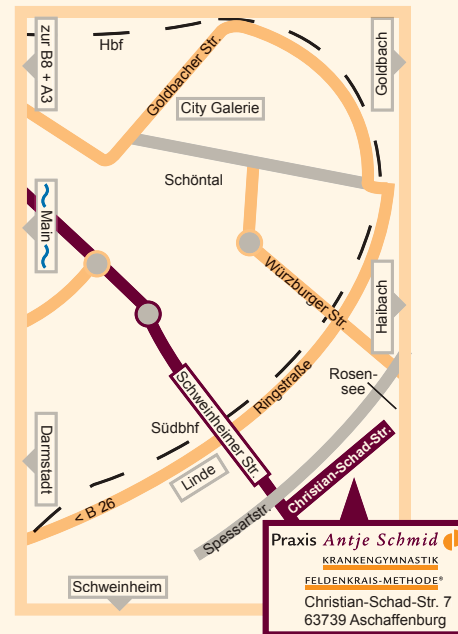 zur B8 + A3
Hbf
Goldbacher Str.
Goldbach
City Galerie
Schöntal
Main
Würzburger Str.
Haibach
Rosen-
see
Ringstraße
Schweinheimer Str.
Südbhf
Darmstadt
Linde
Christian-Schad-Str.
< B 26
Spessartstr.
Schweinheim
Praxis Antje Schmid
KRANKENGYMNASTIK
FELDENKRAIS-METHODE®
Christian-Schad-Str. 7
63739 Aschaffenburg